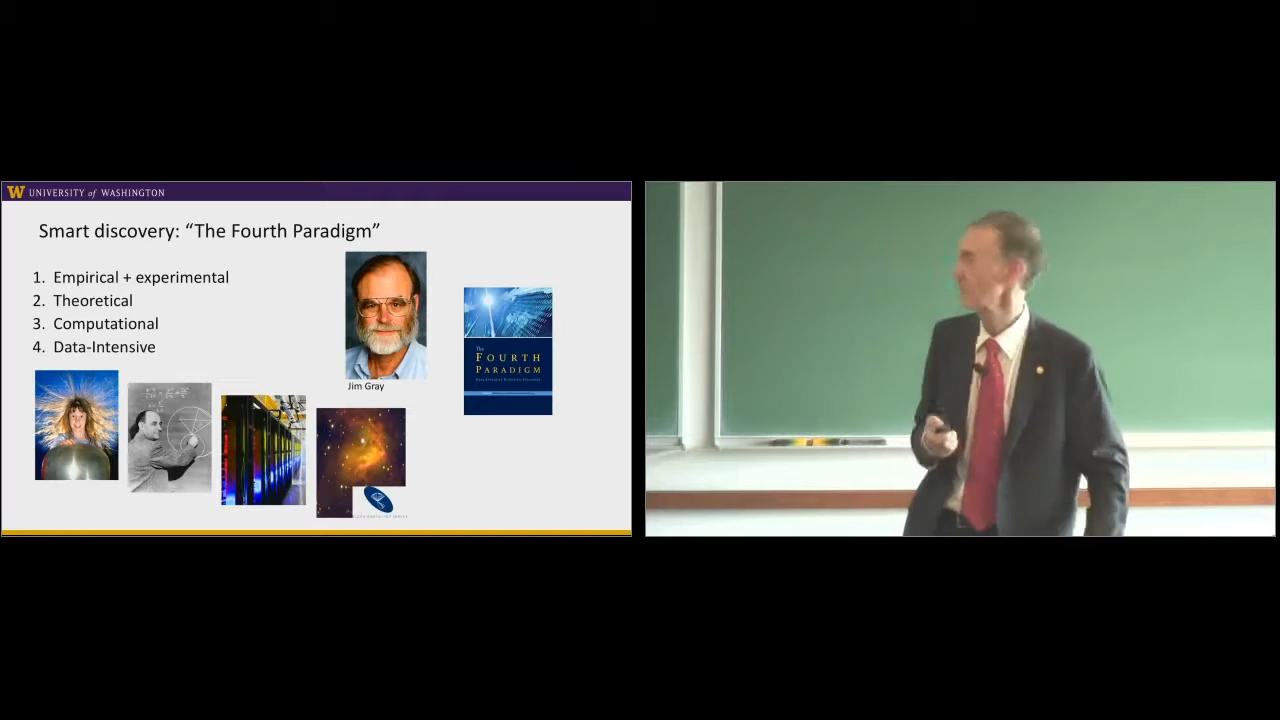 W UNIVERSITY of WASHINGTON
Smart discovery: “The Fourth Paradigm”
1. Empirical + experimental
2. Theoretical
3. Computational
4. Data-Intensive
Jim Gray
The
FOURTH
PARADIGM